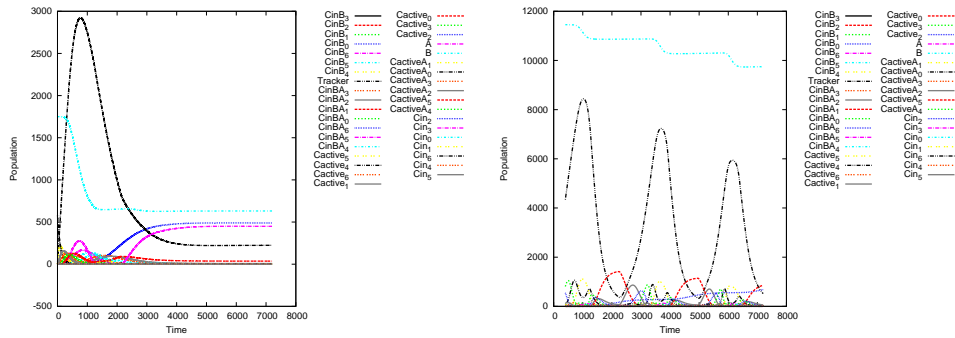 3000
2500
2000
1500
1000
500
0
-500
Population
0 1000 2000 3000 4000 5000 6000 7000 8000
Time
CinB₃
CinB₂
CinB₁
CinB₀
CinB₆
CinB₅
CinB₄
Tracker
CinBA₃
CinBA₂
CinBA₁
CinBA₀
CinBA₆
CinBA₅
CinBA₄
Cactive₅
Cactive₄
Cactive₆
Cactive₁
Cactive₀
Cactive₃
Cactive₂
A
B
CactiveA₁
CactiveA₀
CactiveA₃
CactiveA₂
CactiveA₅
CactiveA₄
Cin₂
Cin₃
Cin₀
Cin₁
Cin₆
Cin₄
Cin₅
12000
10000
8000
6000
4000
2000
0
Population
0 1000 2000 3000 4000 5000 6000 7000 8000
Time
CinB₃
CinB₂
CinB₁
CinB₀
CinB₆
CinB₅
CinB₄
Tracker
CinBA₃
CinBA₂
CinBA₁
CinBA₀
CinBA₆
CinBA₅
CinBA₄
Cactive₅
Cactive₄
Cactive₆
Cactive₁
Cactive₀
Cactive₃
Cactive₂
A
B
CactiveA₁
CactiveA₀
CactiveA₃
CactiveA₂
CactiveA₅
CactiveA₄
Cin₂
Cin₃
Cin₀
Cin₁
Cin₆
Cin₄
Cin₅